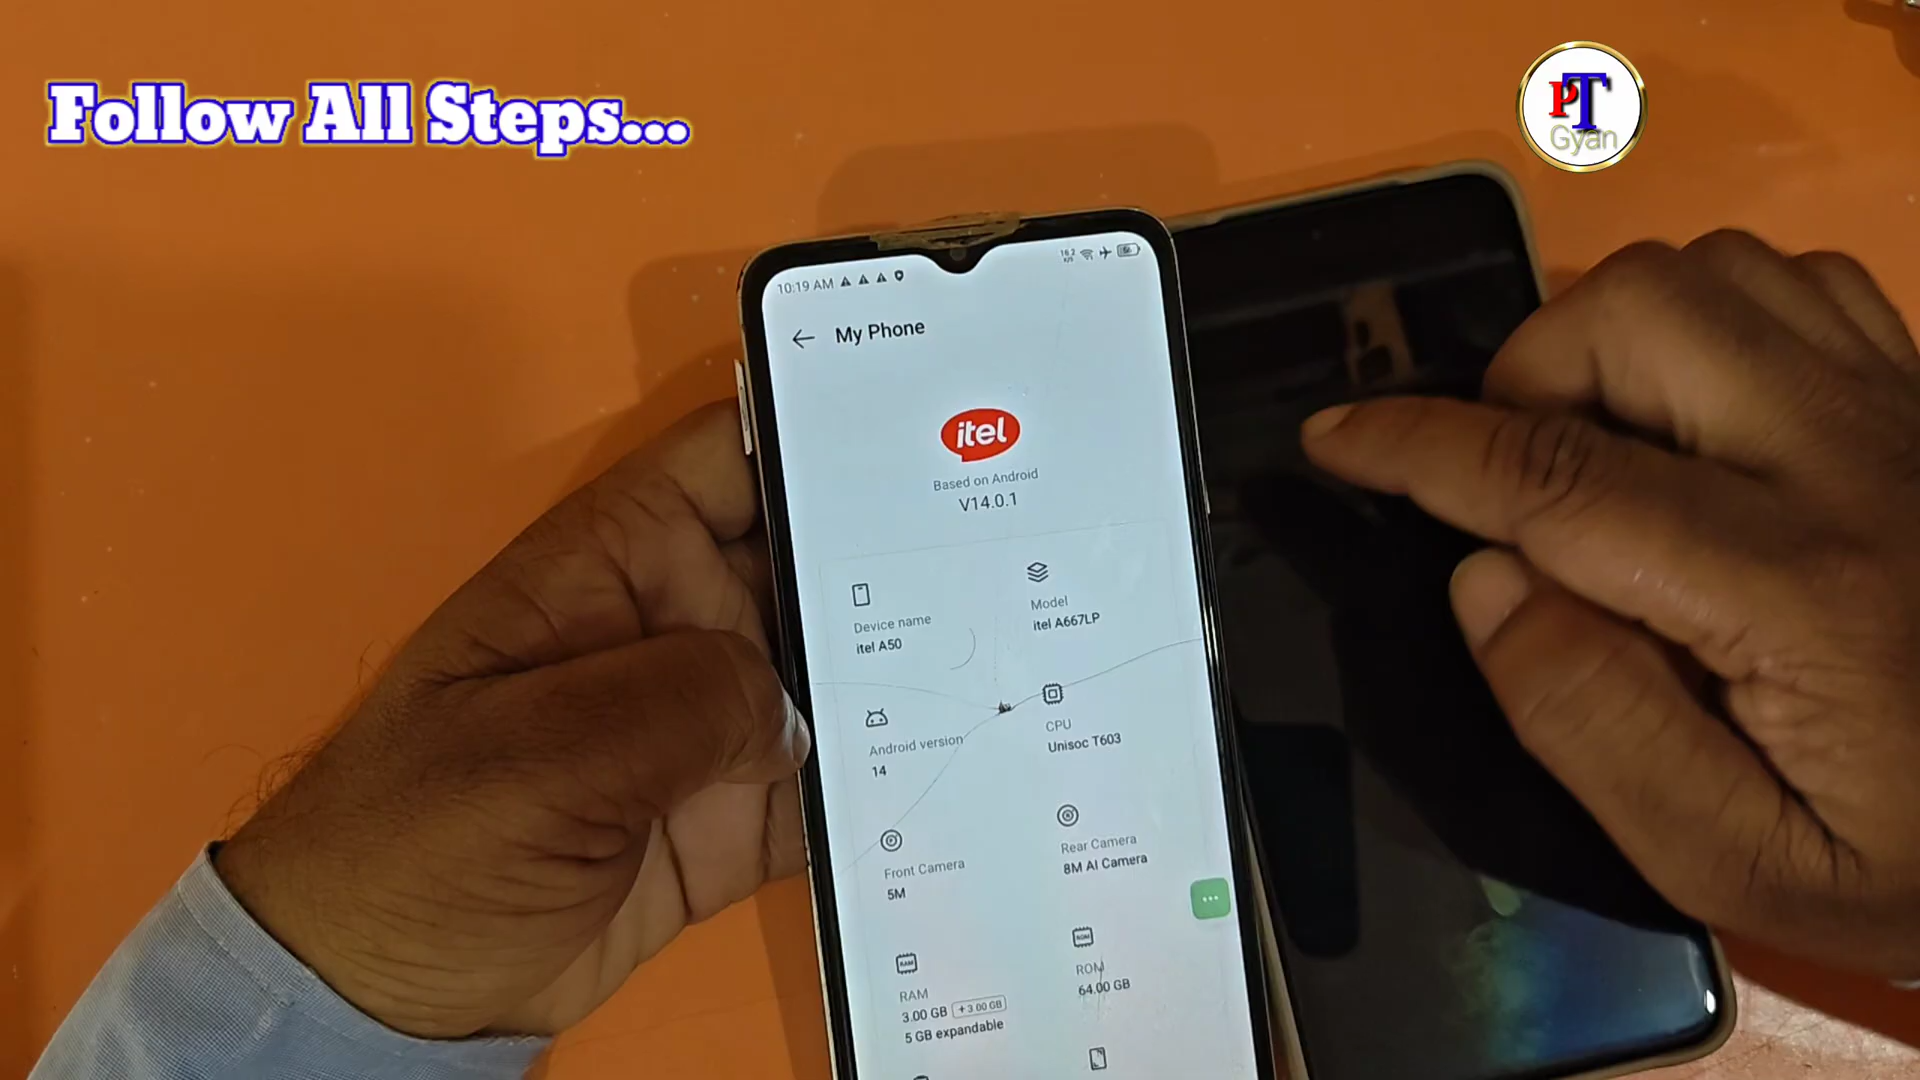 Follow All Steps...
PT
Gyan
10:19 AM
My Phone
itel
Based on Android
V14.0.1
Device name
itel A50
Model
itel A667LP
Android version
14
CPU
Unisoc T603
Front Camera
5M
Rear Camera
8M AI Camera
RAM
3.00 GB +3.00 GB
5 GB expandable
ROM
64.00 GB